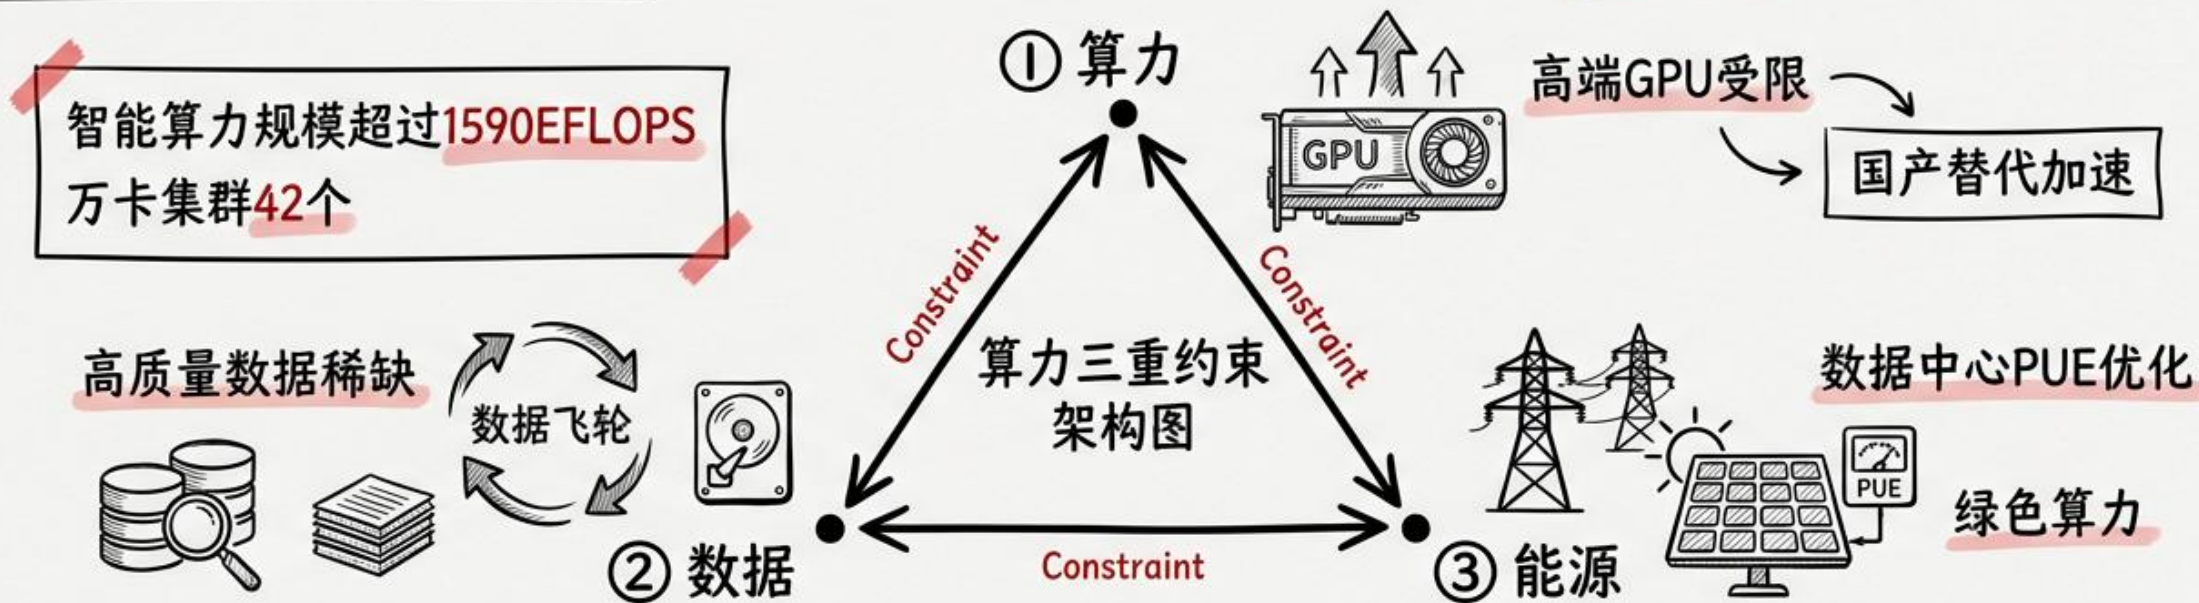 智能算力规模超过1590EFLOPS
万卡集群42个
① 算力
GPU
高端GPU受限
国产替代加速
Constraint
Constraint
算力三重约束
架构图
高质量数据稀缺
数据飞轮
② 数据
Constraint
③ 能源
数据中心PUE优化
PUE
绿色算力